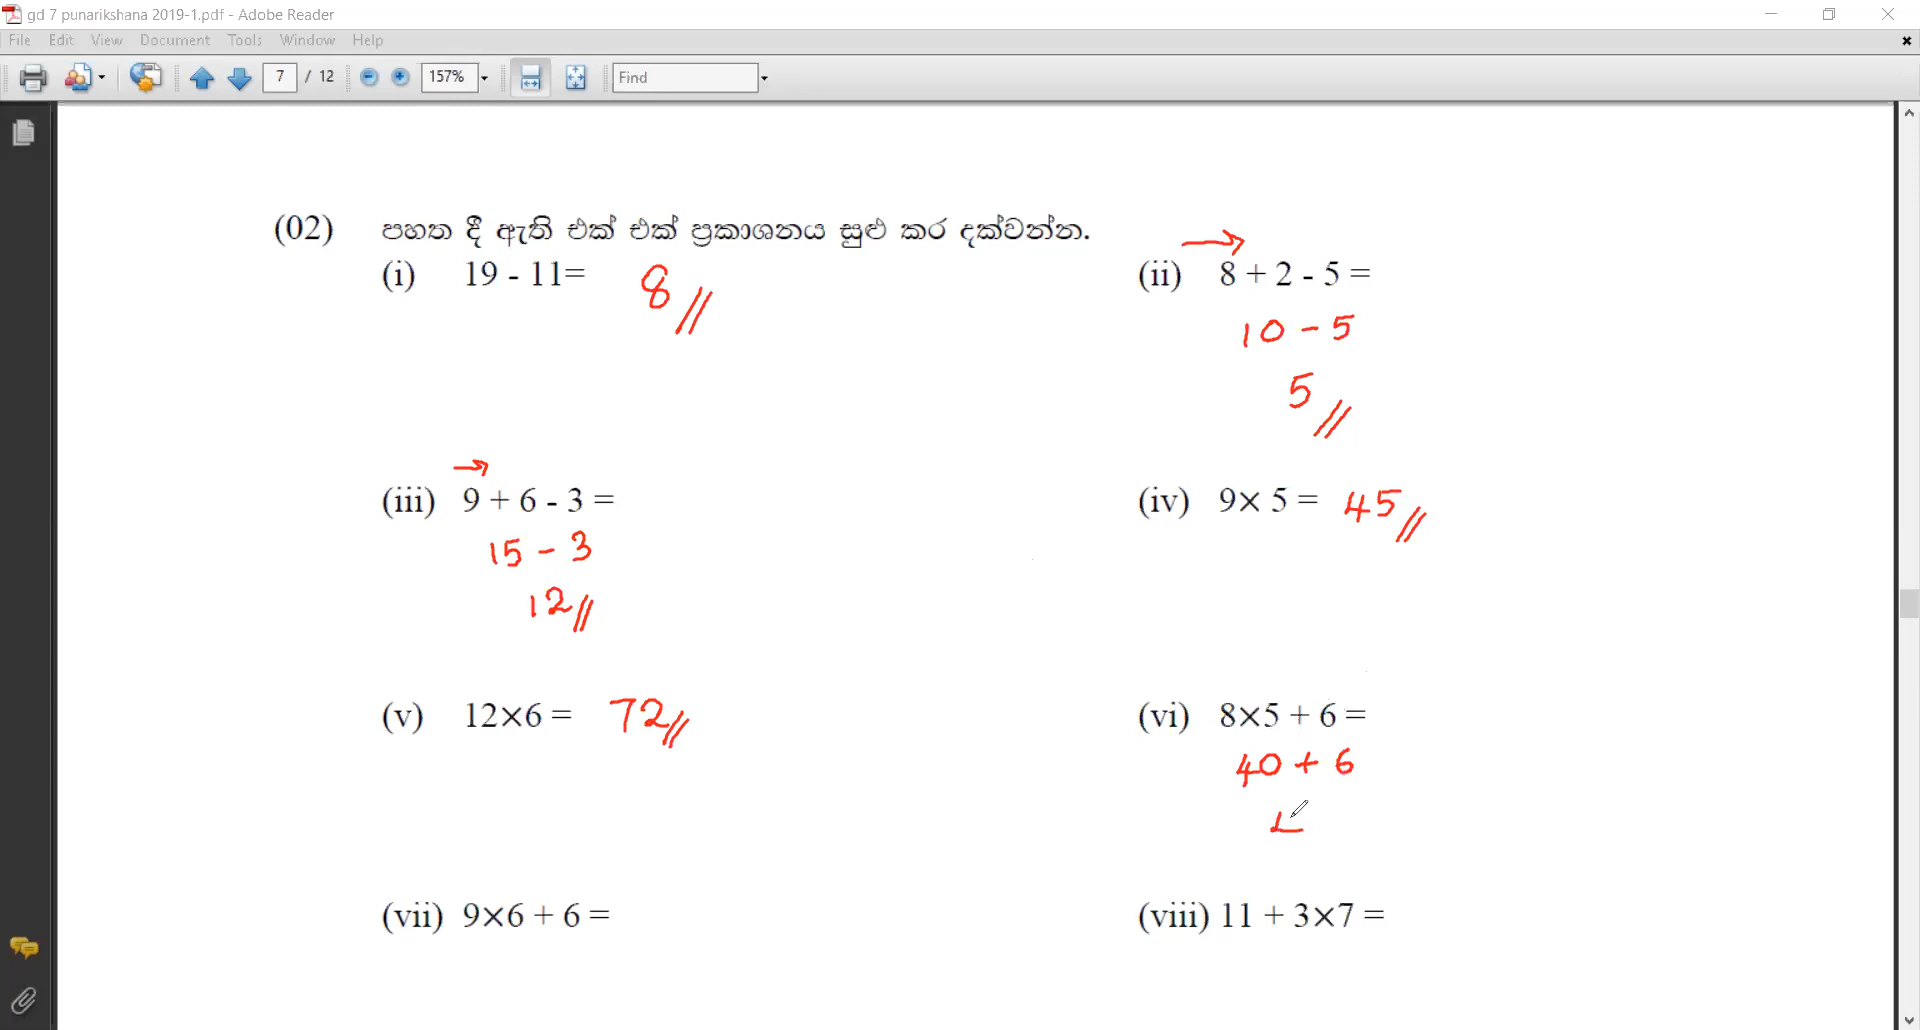 gd 7 punarikshana 2019-1.pdf - Adobe Reader
File Edit View Document Tools Window Help
7 / 12 157% Find
(02) පහත දී ඇති එක් එක් ප්‍රකාශනය සුළු කර දක්වන්න.
(i) 19 - 11= 8
(ii) 8 + 2 - 5 =
10 - 5
5
(iii) 9 + 6 - 3 =
15 - 3
12
(iv) 9× 5 = 45
(v) 12×6 = 72
(vi) 8×5 + 6 =
40 + 6
(vii) 9×6 + 6 =
(viii) 11 + 3×7 =